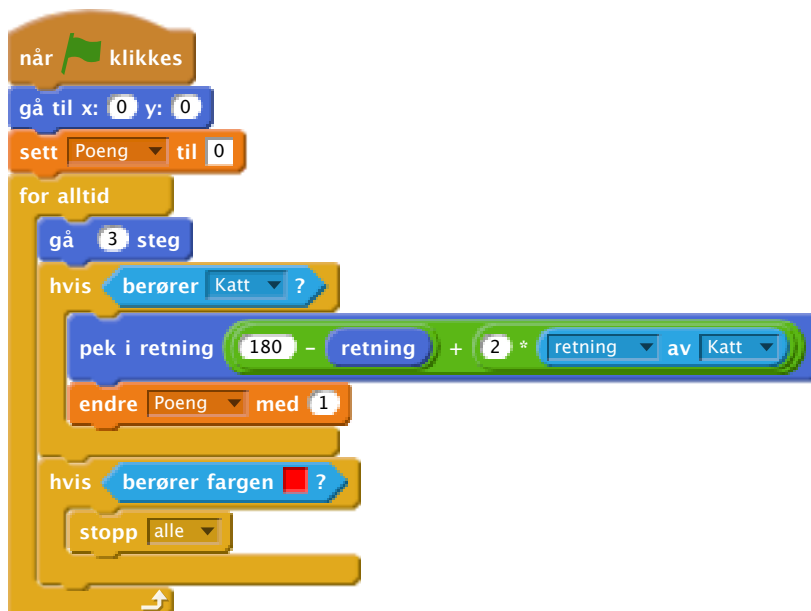 når klikkes
gå til x: 0 y: 0
sett Poeng til 0
for alltid
gå 3 steg
hvis berører Katt ?
pek i retning 180 - retning + 2 * retning av Katt
endre Poeng med 1
hvis berører fargen ?
stopp alle